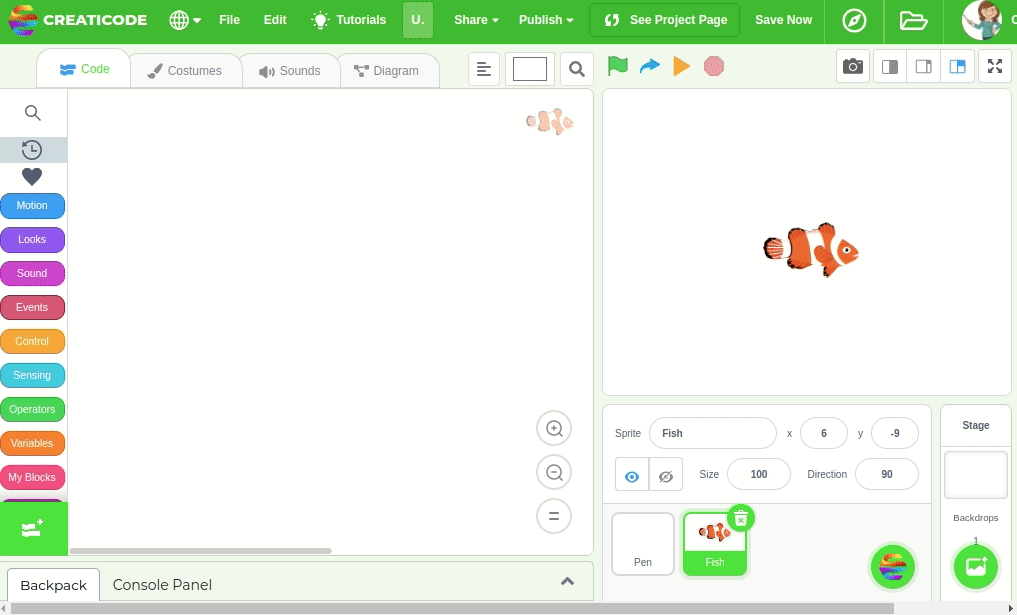 CREATICODE File Edit Tutorials U. Share Publish See Project Page Save Now
Code Costumes Sounds Diagram
Motion
Looks
Sound
Events
Control
Sensing
Operators
Variables
My Blocks
Sprite Fish x 6 y -9
Size 100 Direction 90
Pen
Fish
Stage
Backdrops
1
Backpack Console Panel